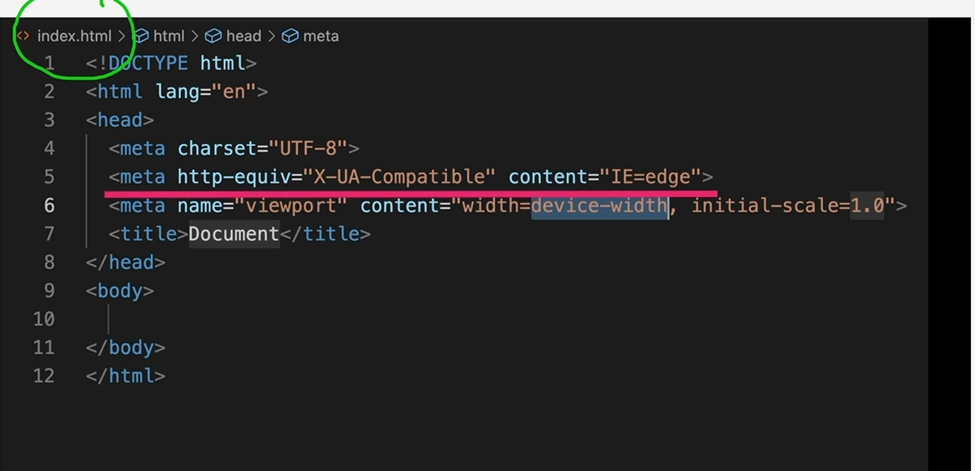 index.html > html > head > meta
1 <!DOCTYPE html>
2 <html lang="en">
3 <head>
4 <meta charset="UTF-8">
5 <meta http-equiv="X-UA-Compatible" content="IE=edge">
6 <meta name="viewport" content="width=device-width, initial-scale=1.0">
7 <title>Document</title>
8 </head>
9 <body>
10
11 </body>
12 </html>